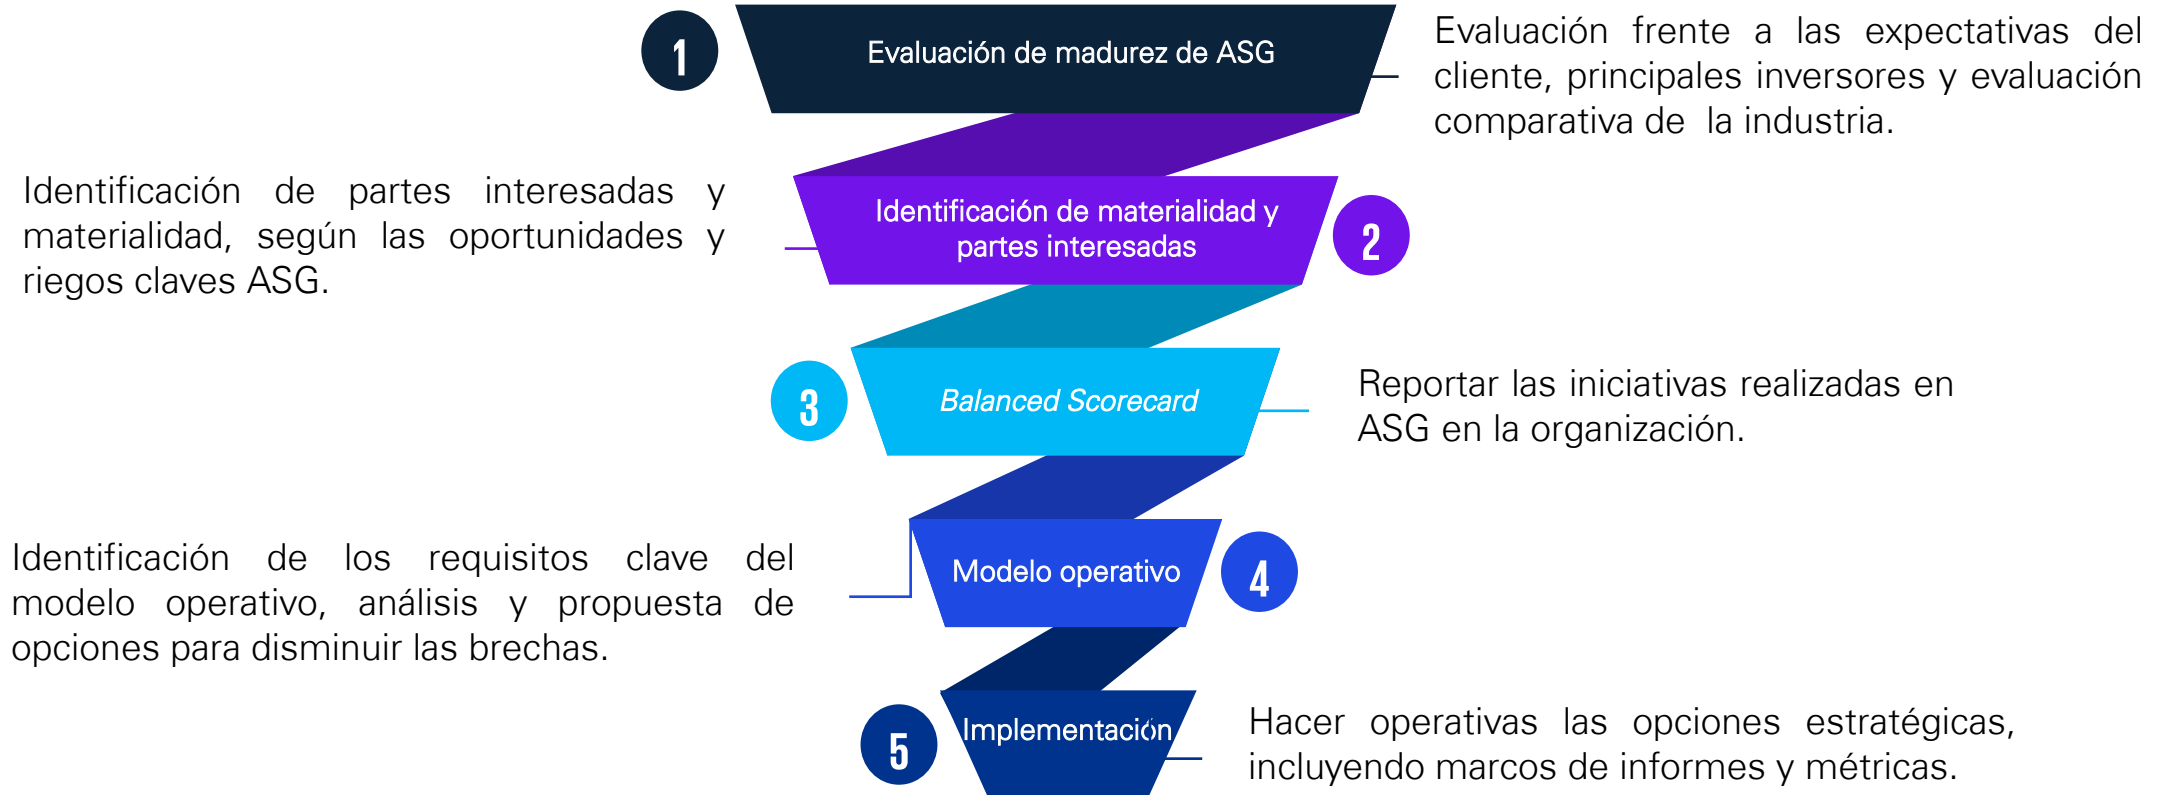 1
Evaluación de madurez de ASG
Evaluación frente a las expectativas del
cliente, principales inversores y evaluación
comparativa de la industria.
Identificación de partes interesadas y
materialidad, según las oportunidades y
riegos claves ASG.
Identificación de materialidad y
partes interesadas
2
3
Balanced Scorecard
Reportar las iniciativas realizadas en
ASG en la organización.
Identificación de los requisitos clave del
modelo operativo, análisis y propuesta de
opciones para disminuir las brechas.
Modelo operativo
4
5
Implementación
Hacer operativas las opciones estratégicas,
incluyendo marcos de informes y métricas.